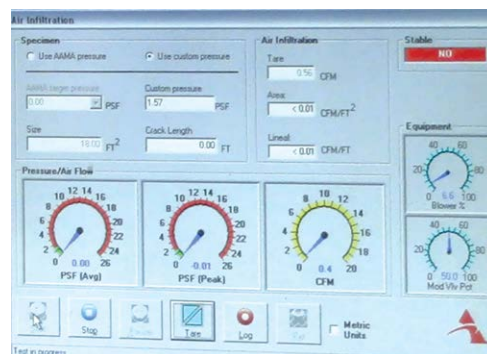 Air Infiltration
Specimen
Use AAMA pressure
Use custom pressure
AAMA target pressure
0.00 PSF
Custom pressure
1.57 PSF
Size
18.00 FT2
Crack Length
0.00 FT
Air Infiltration
Tare
0.56 CFM
Area:
< 0.01 CFM/FT2
Lineal:
< 0.01 CFM/FT
Stable
NO
Pressure/Air Flow
0 2 4 6 8 10 12 14 16 18 20 22 24 26
0.00
PSF (Avg)
0 2 4 6 8 10 12 14 16 18 20 22 24 26
-0.01
PSF (Peak)
0 2 4 6 8 10 12 14 16 18 20
0.4
CFM
Equipment
0 20 40 60 80 100
6.6
Blower %
0 20 40 60 80 100
50.0
Mod Vlv Pct
Stop
Tare
Log
Metric
Units
Test in progress